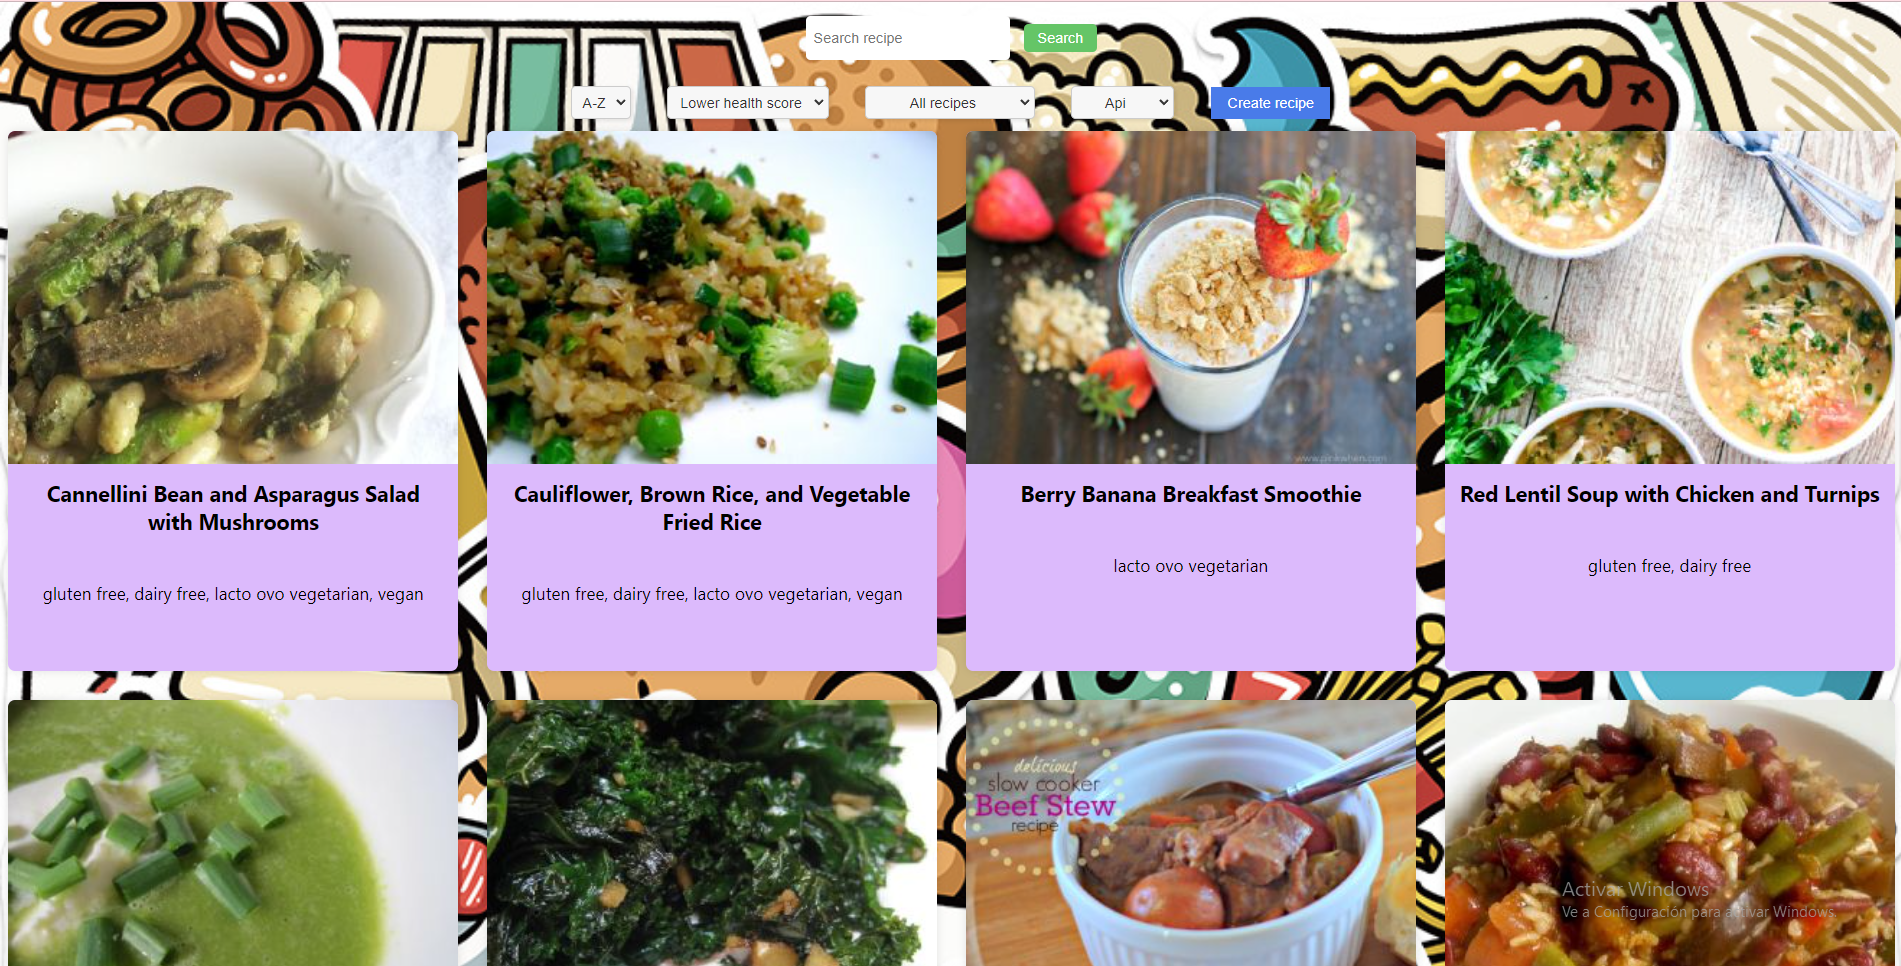 Search recipe
Search
A-Z
Lower health score
All recipes
Api
Create recipe
www.pinkwhen.com
Cannellini Bean and Asparagus Salad
with Mushrooms
Cauliflower, Brown Rice, and Vegetable
Fried Rice
Berry Banana Breakfast Smoothie
Red Lentil Soup with Chicken and Turnips
gluten free, dairy free, lacto ovo vegetarian, vegan
gluten free, dairy free, lacto ovo vegetarian, vegan
lacto ovo vegetarian
gluten free, dairy free
delicious
slow cooker
Beef Stew
recipe
Activar Windows
Ve a Configuración para activar Windows.